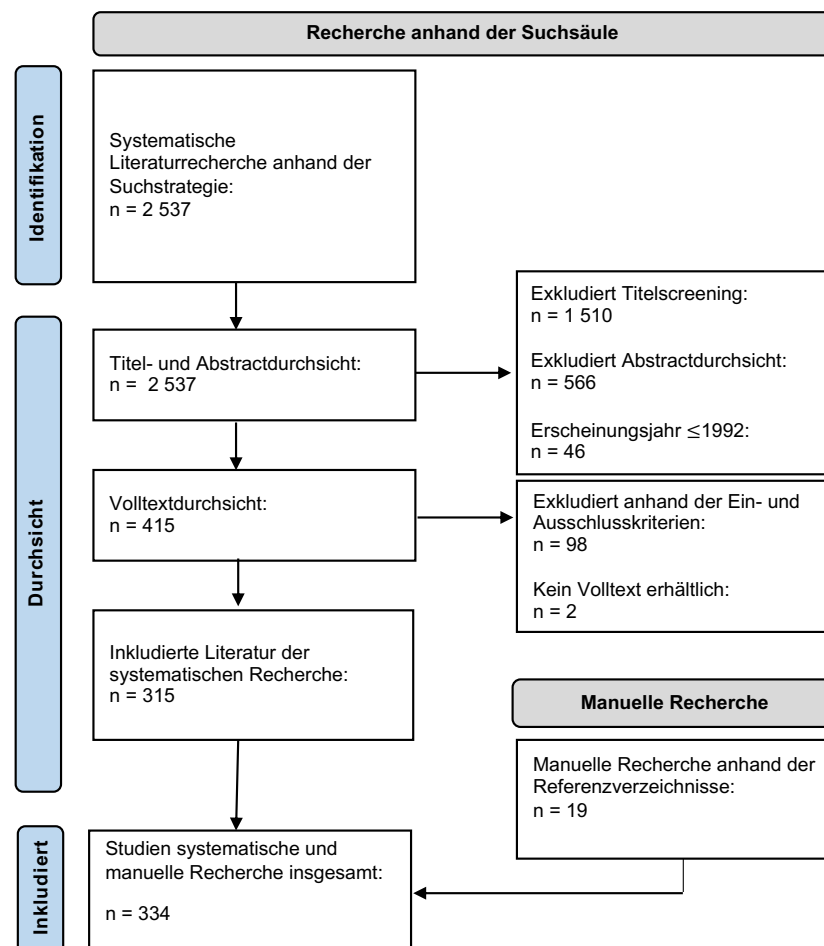 Recherche anhand der Suchsäule
Identifikation
Systematische
Literaturrecherche anhand der
Suchstrategie:
n = 2 537
Durchsicht
Titel- und Abstractdurchsicht:
n = 2 537
Exkludiert Titelscreening:
n = 1 510
Exkludiert Abstractdurchsicht:
n = 566
Erscheinungsjahr ≤1992:
n = 46
Volltextdurchsicht:
n = 415
Exkludiert anhand der Ein- und
Ausschlusskriterien:
n = 98
Kein Volltext erhältlich:
n = 2
Inkludierte Literatur der
systematischen Recherche:
n = 315
Manuelle Recherche
Manuelle Recherche anhand der
Referenzverzeichnisse:
n = 19
Inkludiert
Studien systematische und
manuelle Recherche insgesamt:
n = 334